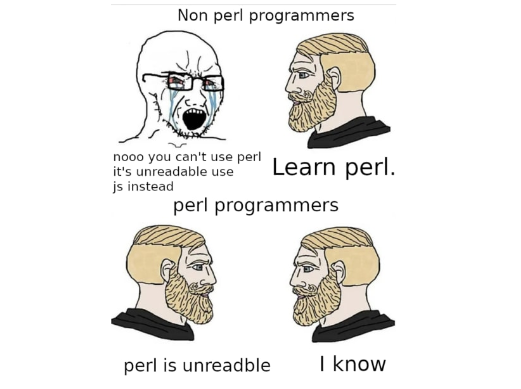 Non perl programmers
nooo you can't use perl
it's unreadable use
js instead
Learn perl.
perl programmers
perl is unreadble
I know